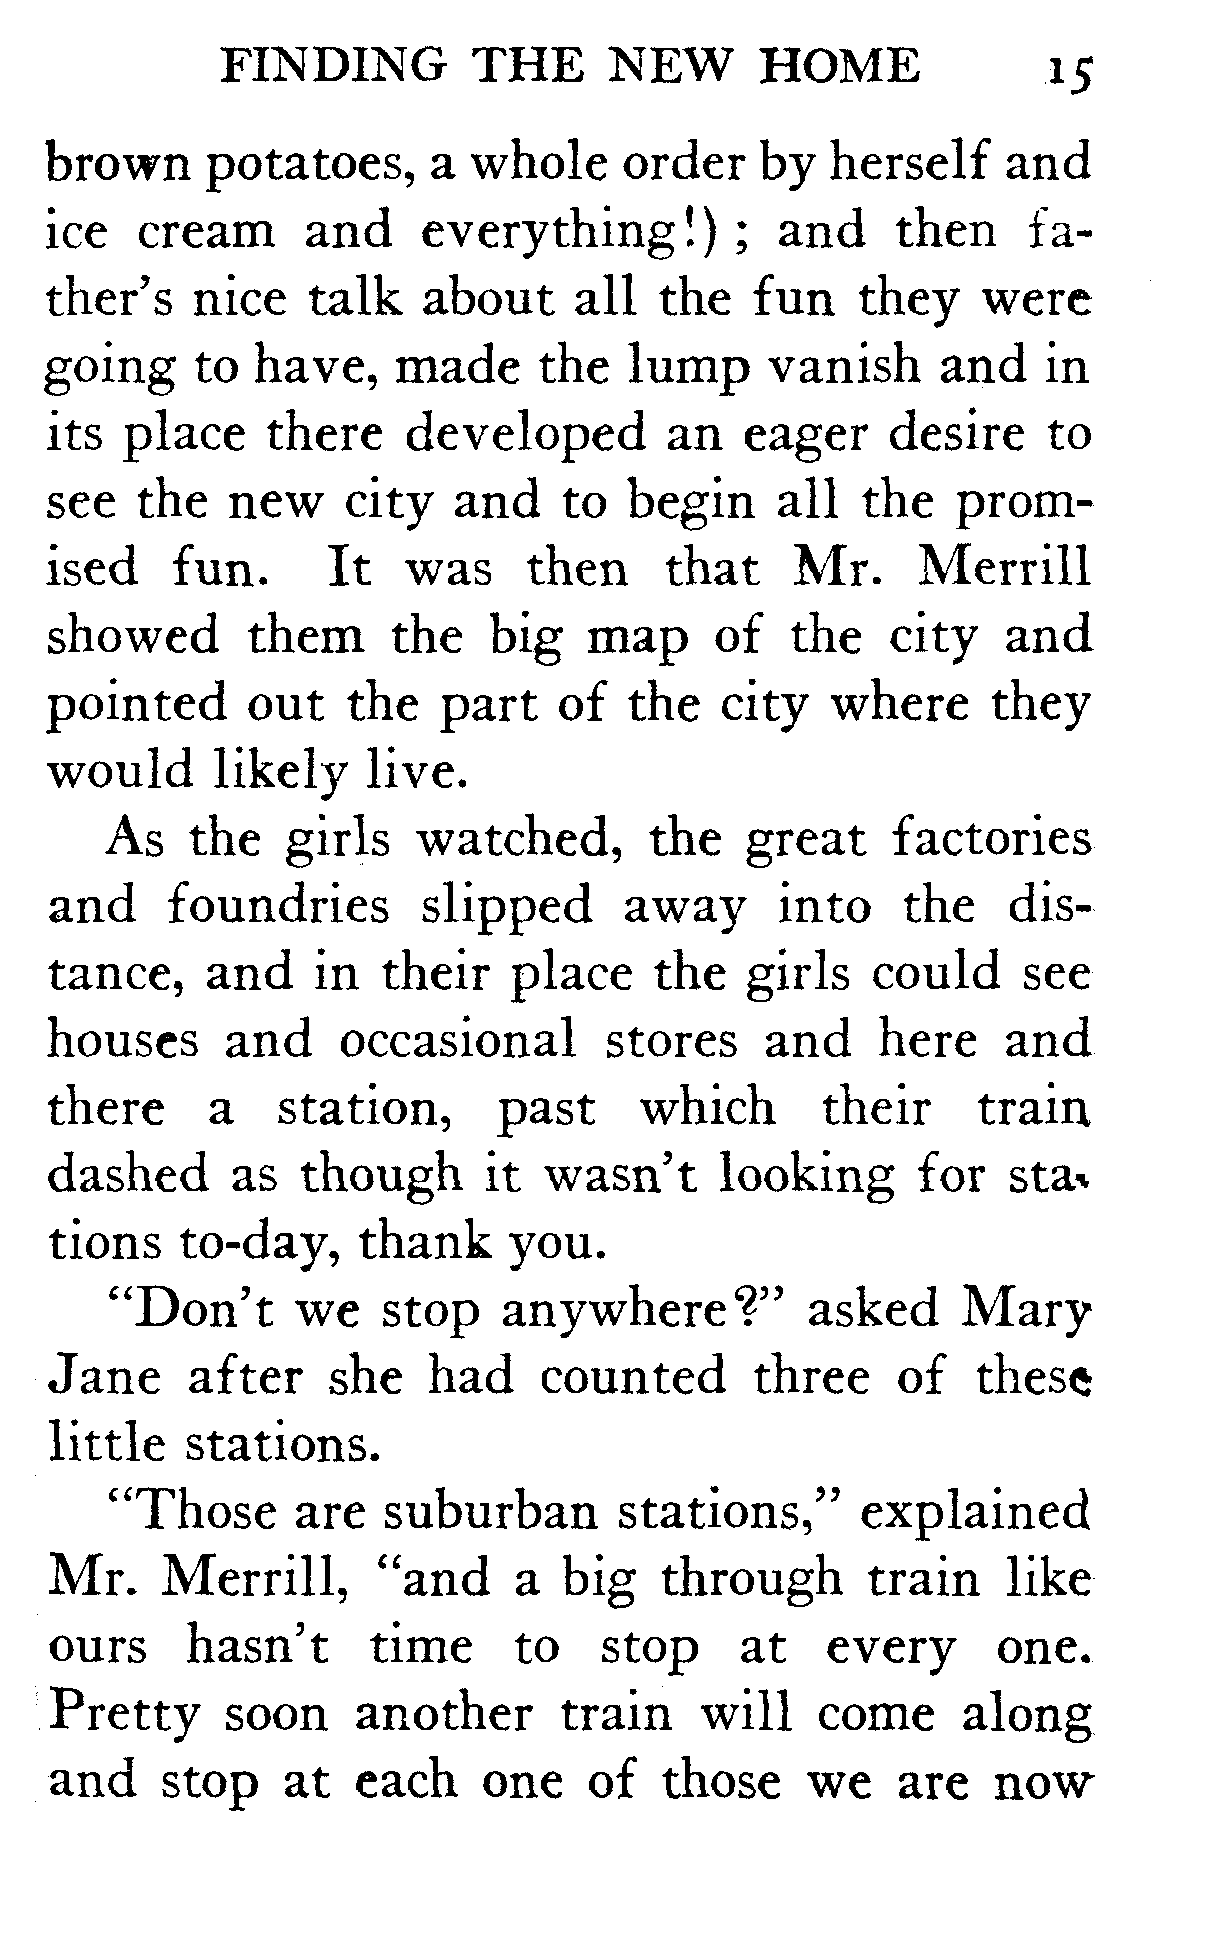 FINDING THE NEW HOME 15
brown potatoes, a whole order by herself and
ice cream and everything!) ; and then fa-
ther's nice talk about all the fun they were
going to have, made the lump vanish and in
its place there developed an eager desire to
see the new city and to begin all the prom-
ised fun. It was then that Mr. Merrill
showed them the big map of the city and
pointed out the part of the city where they
would likely live.
As the girls watched, the great factories
and foundries slipped away into the dis-
tance, and in their place the girls could see
houses and occasional stores and here and
there a station, past which their train
dashed as though it wasn't looking for sta-
tions to-day, thank you.
"Don't we stop anywhere?" asked Mary
Jane after she had counted three of these
little stations.
"Those are suburban stations," explained
Mr. Merrill, "and a big through train like
ours hasn't time to stop at every one.
Pretty soon another train will come along
and stop at each one of those we are now